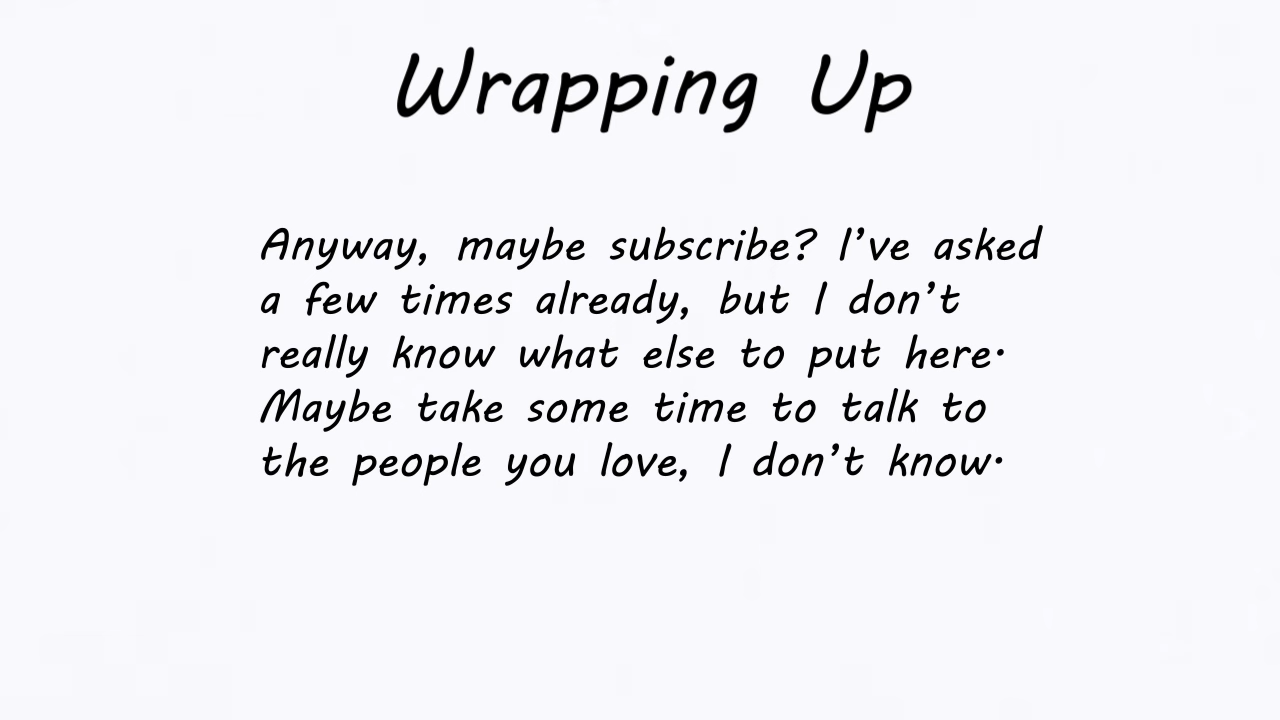 Wrapping Up
Anyway, maybe subscribe? I’ve asked
a few times already, but I don’t
really know what else to put here.
Maybe take some time to talk to
the people you love, I don’t know.